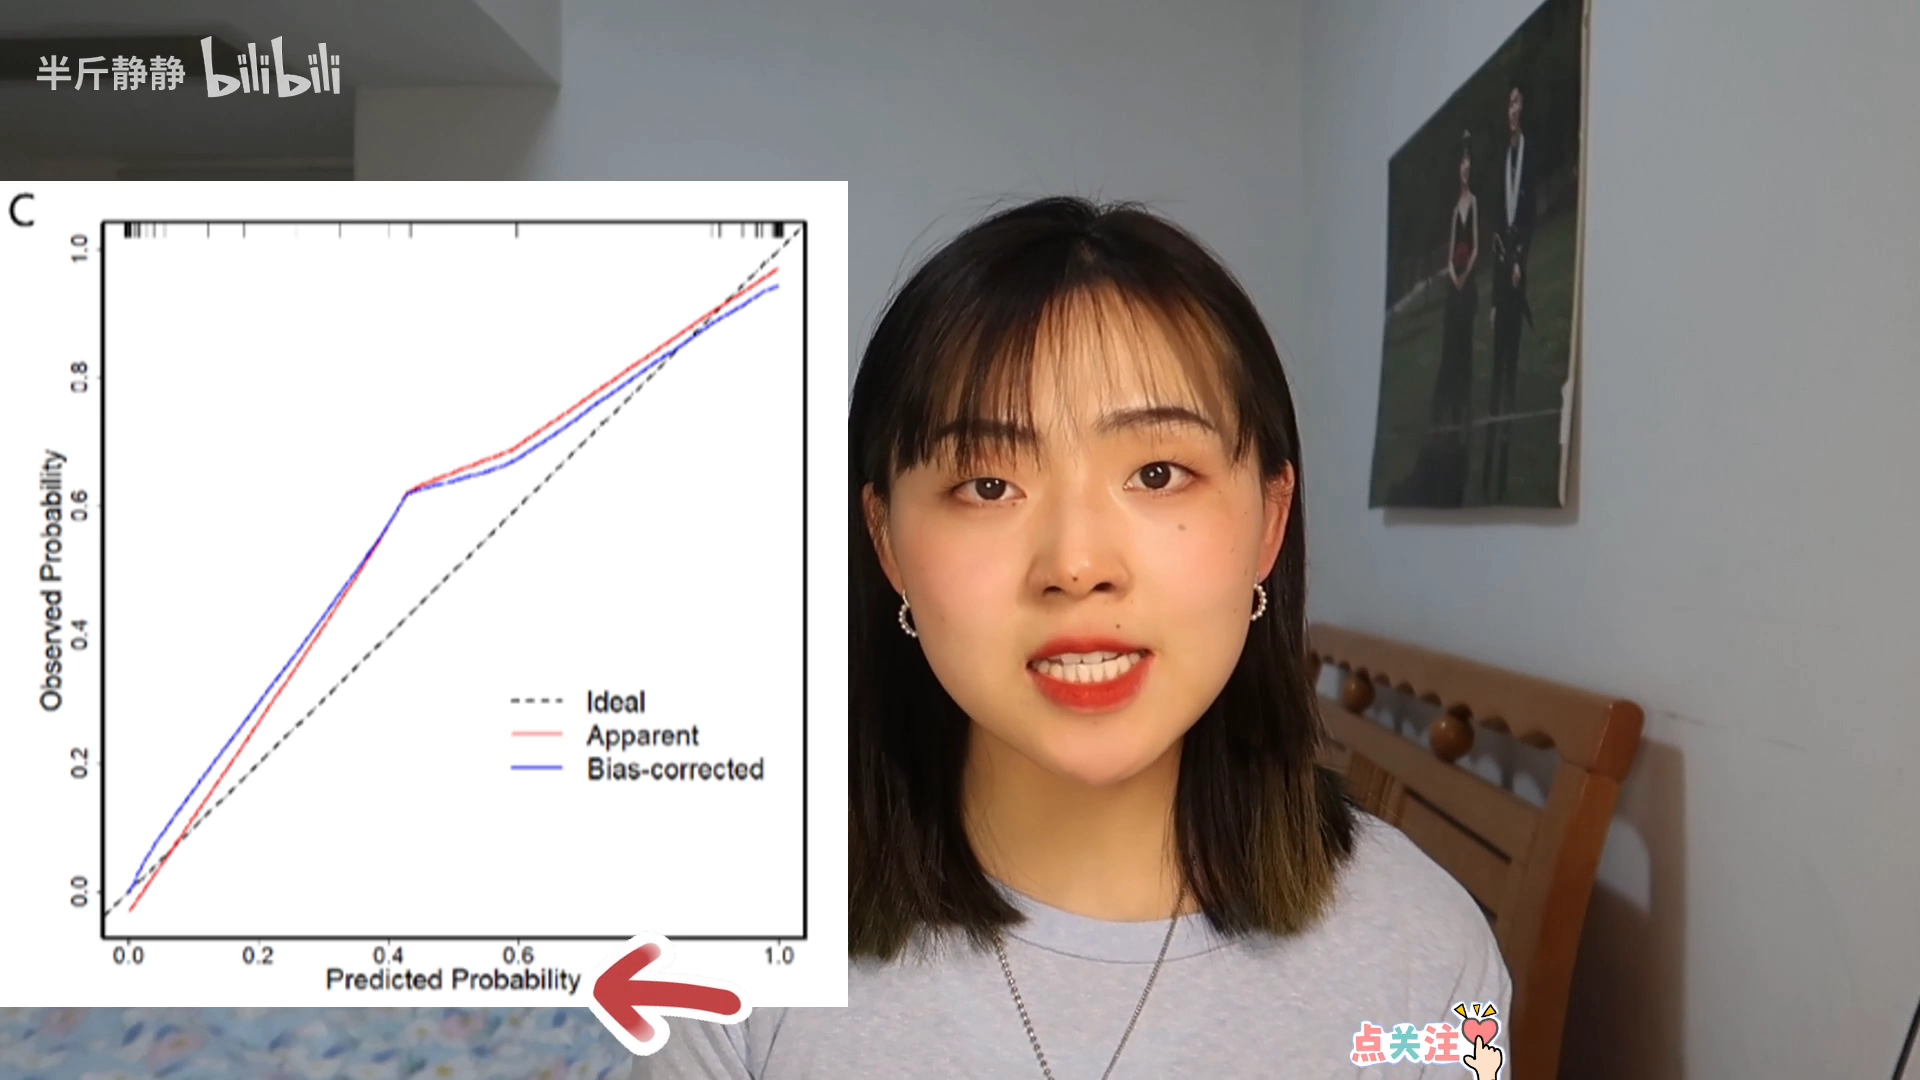 半斤静静 bilibili
C
1.0
0.8
0.6
0.4
0.2
0.0
Observed Probability
Ideal
Apparent
Bias-corrected
0.0 0.2 0.4 0.6 1.0
Predicted Probability
点关注